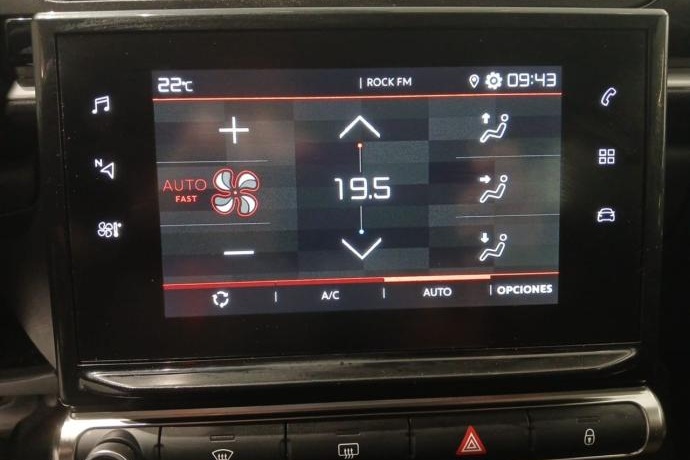 22°C | ROCK FM 09:43
N
AUTO
FAST
19.5
A/C | AUTO | OPCIONES